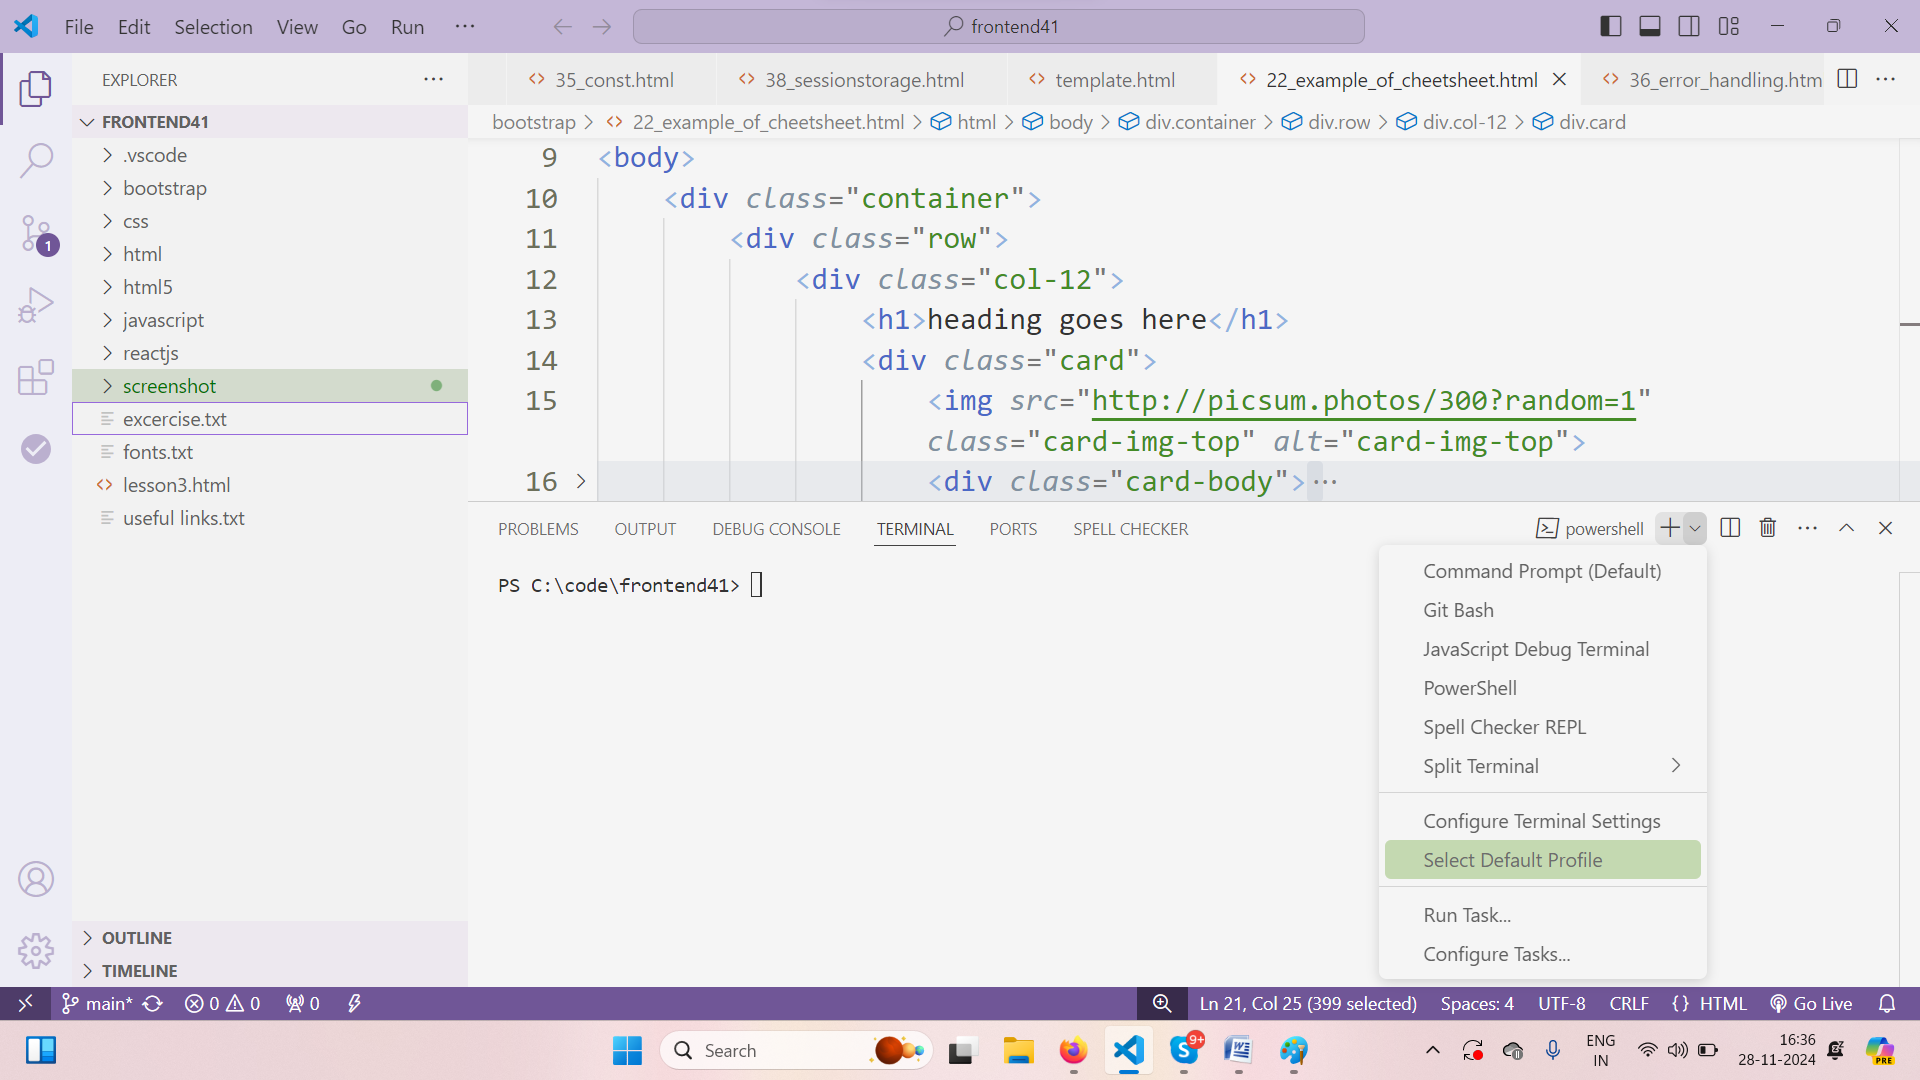 File Edit Selection View Go Run ···
frontend41
EXPLORER
35_const.html
38_sessionstorage.html
template.html
22_example_of_cheetsheet.html
36_error_handling.htm
FRONTEND41
bootstrap > 22_example_of_cheetsheet.html > html > body > div.container > div.row > div.col-12 > div.card
.vscode
bootstrap
css
html
html5
javascript
reactjs
screenshot
excercise.txt
fonts.txt
lesson3.html
useful links.txt
OUTLINE
TIMELINE
1
9 <body>
10 <div class="container">
11 <div class="row">
12 <div class="col-12">
13 <h1>heading goes here</h1>
14 <div class="card">
15 <img src="http://picsum.photos/300?random=1"
class="card-img-top" alt="card-img-top">
16 <div class="card-body">···
PROBLEMS OUTPUT DEBUG CONSOLE TERMINAL PORTS SPELL CHECKER
powershell
PS C:\code\frontend41>
Command Prompt (Default)
Git Bash
JavaScript Debug Terminal
PowerShell
Spell Checker REPL
Split Terminal
Configure Terminal Settings
Select Default Profile
Run Task...
Configure Tasks...
main* 0 0 0
Ln 21, Col 25 (399 selected) Spaces: 4 UTF-8 CRLF {} HTML Go Live
Search
9+
ENG
IN
16:36
28-11-2024
PRE